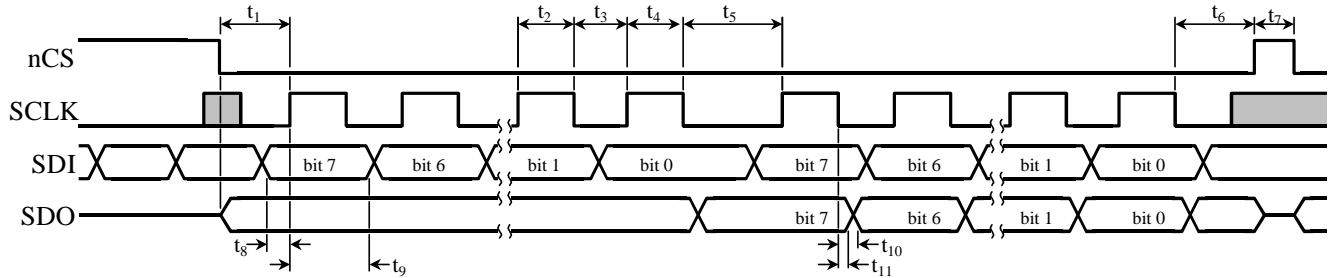 t₁ t₂ t₃ t₄ t₅ t₆ t₇
nCS
SCLK
SDI bit 7 bit 6 bit 1 bit 0 bit 7 bit 6 bit 1 bit 0
SDO bit 7 bit 6 bit 1 bit 0
t₈ t₉ t₁₀
t₁₁